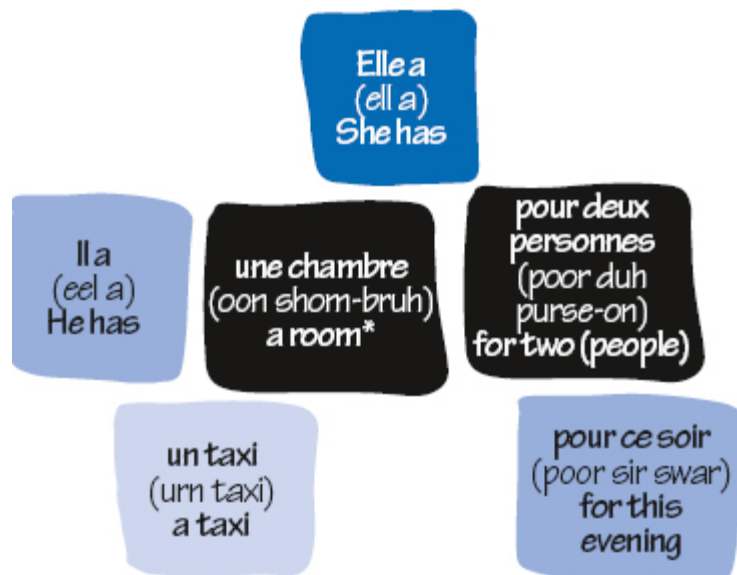 Elle a
(ell a)
She has
Il a
(eel a)
He has
une chambre
(oon shom-bruh)
a room*
pour deux
personnes
(poor duh
purse-on)
for two (people)
un taxi
(urn taxi)
a taxi
pour ce soir
(poor sir swar)
for this
evening